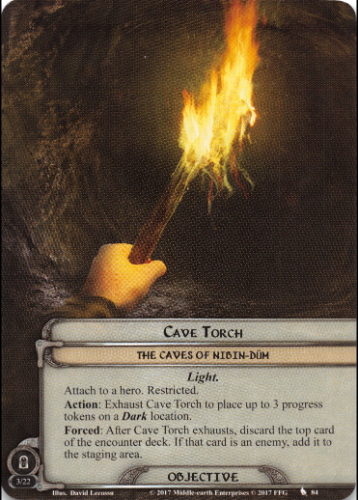 CAVE TORCH
THE CAVES OF NIBIN-DÛM
Light.
Attach to a hero. Restricted.
Action: Exhaust Cave Torch to place up to 3 progress
tokens on a Dark location.
Forced: After Cave Torch exhausts, discard the top card
of the encounter deck. If that card is an enemy, add it to
the staging area.
3/22
OBJECTIVE
Illus. David Lecossu © 2017 Middle-earth Enterprises © 2017 FFG 84